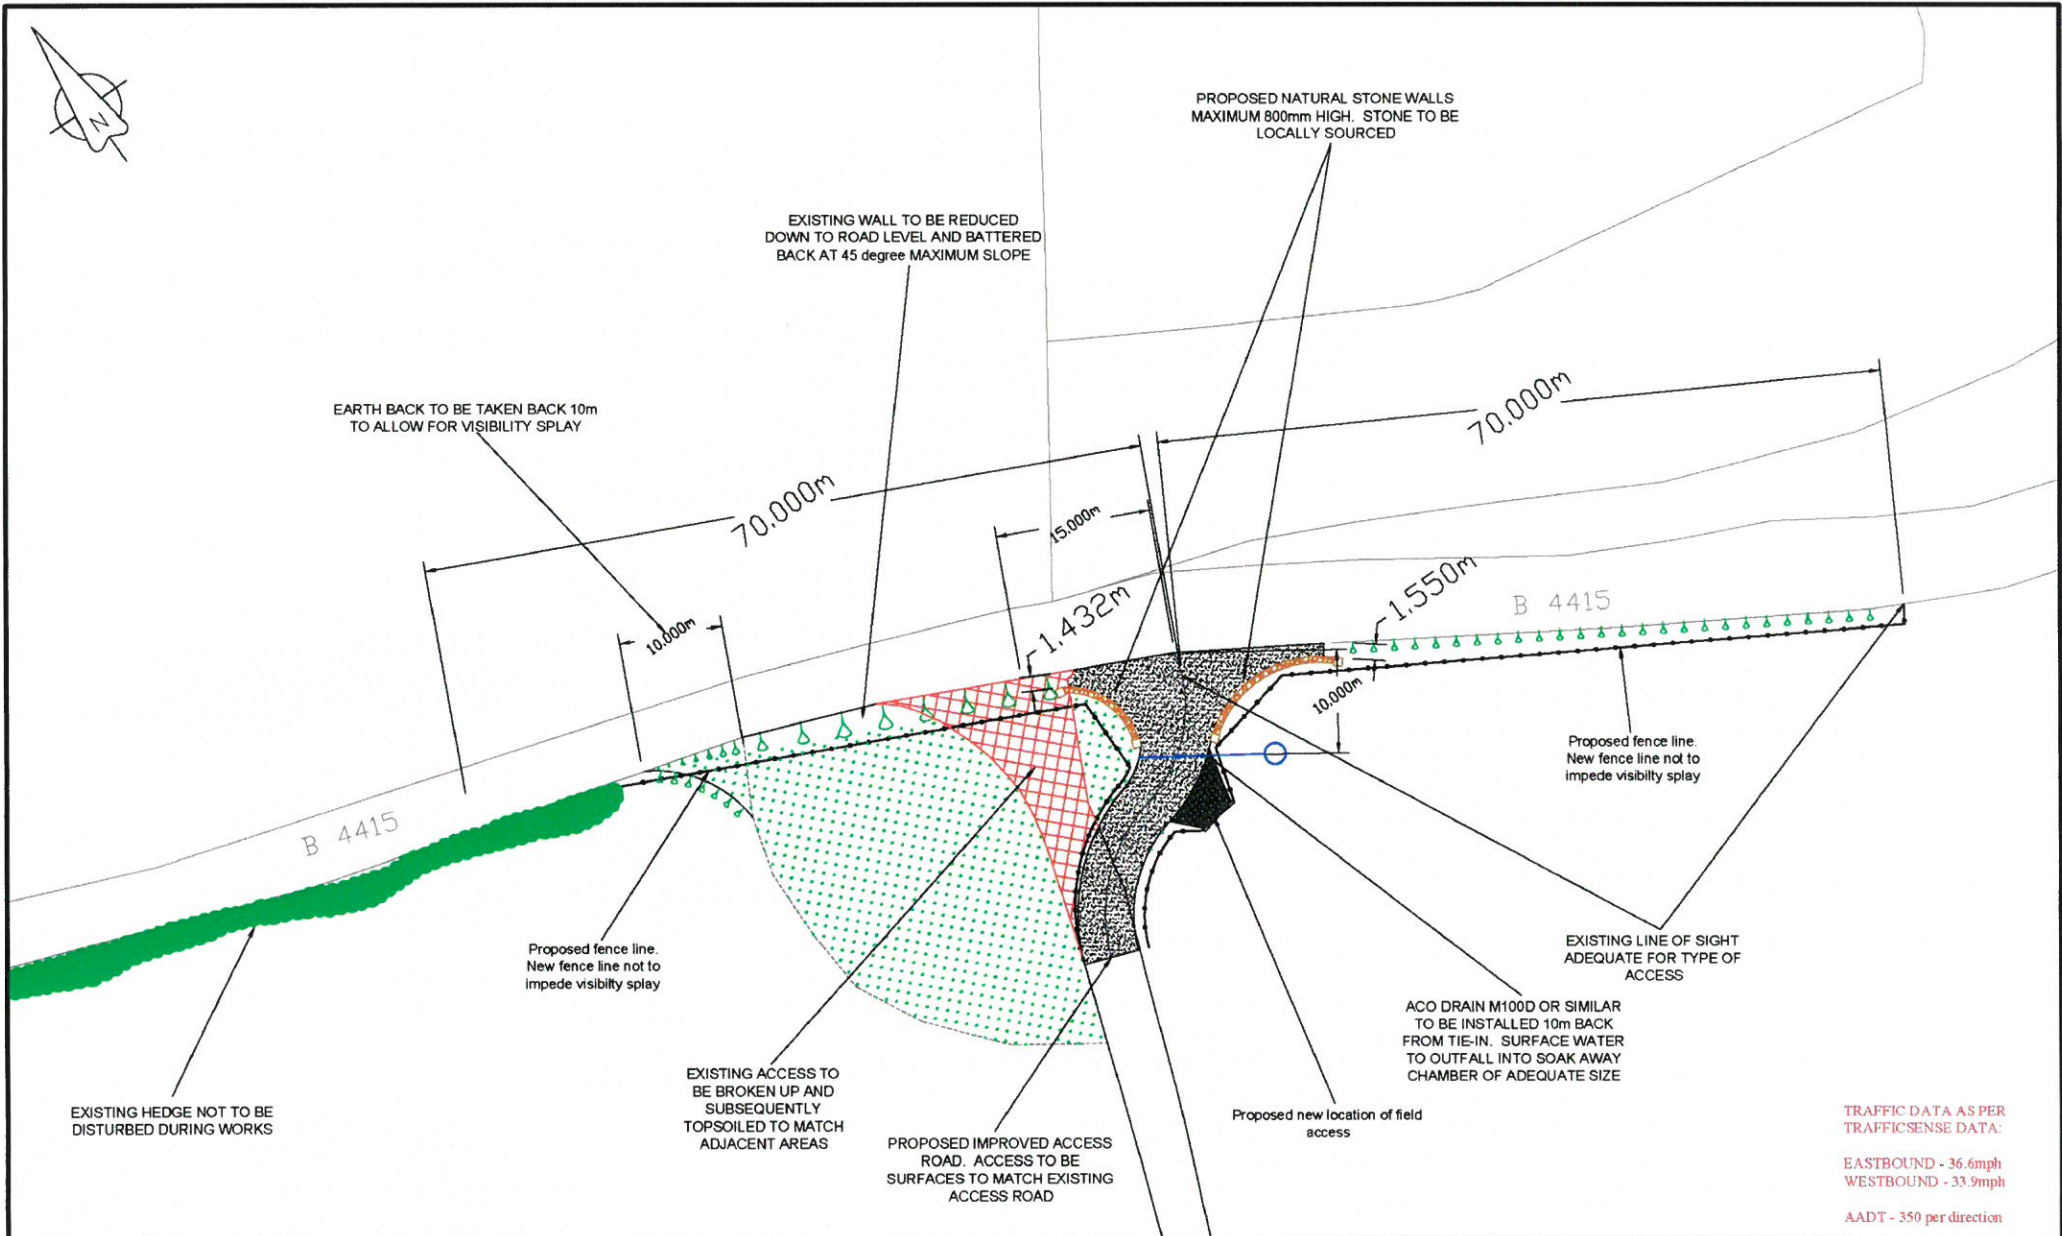 N
PROPOSED NATURAL STONE WALLS
MAXIMUM 800mm HIGH. STONE TO BE
LOCALLY SOURCED
EXISTING WALL TO BE REDUCED
DOWN TO ROAD LEVEL AND BATTERED
BACK AT 45 degree MAXIMUM SLOPE
EARTH BACK TO BE TAKEN BACK 10m
TO ALLOW FOR VISIBILITY SPLAY
70.000m
70.000m
15.000m
10.000m
1.432m
1.550m
10.000m
B 4415
B 4415
Proposed fence line.
New fence line not to
impede visibilty splay
Proposed fence line.
New fence line not to
impede visibilty splay
EXISTING LINE OF SIGHT
ADEQUATE FOR TYPE OF
ACCESS
ACO DRAIN M100D OR SIMILAR
TO BE INSTALLED 10m BACK
FROM TIE-IN. SURFACE WATER
TO OUTFALL INTO SOAK AWAY
CHAMBER OF ADEQUATE SIZE
EXISTING HEDGE NOT TO BE
DISTURBED DURING WORKS
EXISTING ACCESS TO
BE BROKEN UP AND
SUBSEQUENTLY
TOPSOILED TO MATCH
ADJACENT AREAS
PROPOSED IMPROVED ACCESS
ROAD. ACCESS TO BE
SURFACES TO MATCH EXISTING
ACCESS ROAD
Proposed new location of field
access
TRAFFIC DATA AS PER
TRAFFICSENSE DATA:
EASTBOUND - 36.6mph
WESTBOUND - 33.9mph
AADT - 350 per direction